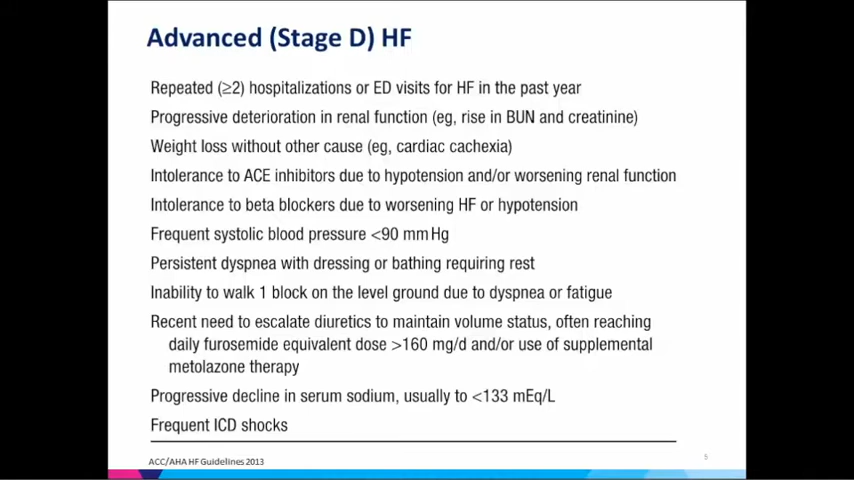 Advanced (Stage D) HF
Repeated (≥2) hospitalizations or ED visits for HF in the past year
Progressive deterioration in renal function (eg, rise in BUN and creatinine)
Weight loss without other cause (eg, cardiac cachexia)
Intolerance to ACE inhibitors due to hypotension and/or worsening renal function
Intolerance to beta blockers due to worsening HF or hypotension
Frequent systolic blood pressure <90 mm Hg
Persistent dyspnea with dressing or bathing requiring rest
Inability to walk 1 block on the level ground due to dyspnea or fatigue
Recent need to escalate diuretics to maintain volume status, often reaching
daily furosemide equivalent dose >160 mg/d and/or use of supplemental
metolazone therapy
Progressive decline in serum sodium, usually to <133 mEq/L
Frequent ICD shocks
ACC/AHA HF Guidelines 2013